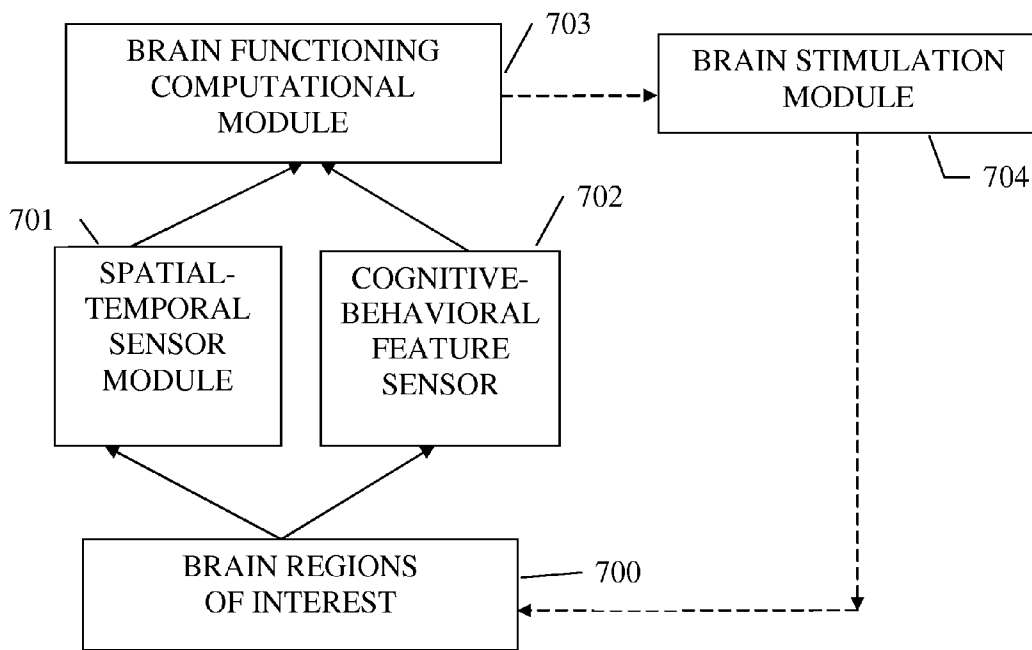 BRAIN FUNCTIONING
COMPUTATIONAL
MODULE
703
BRAIN STIMULATION
MODULE
704
701
SPATIAL-
TEMPORAL
SENSOR
MODULE
702
COGNITIVE-
BEHAVIORAL
FEATURE
SENSOR
BRAIN REGIONS
OF INTEREST
700